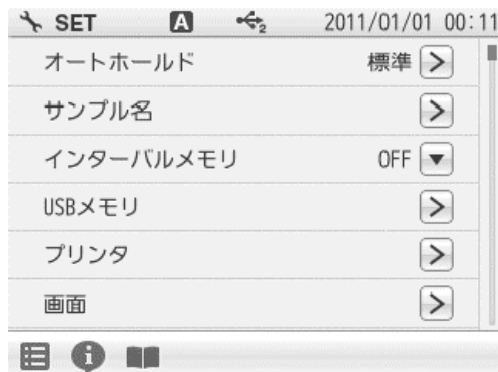 SET A 2 2011/01/01 00:11
オートホールド 標準
サンプル名
インターバルメモリ OFF
USBメモリ
プリンタ
画面